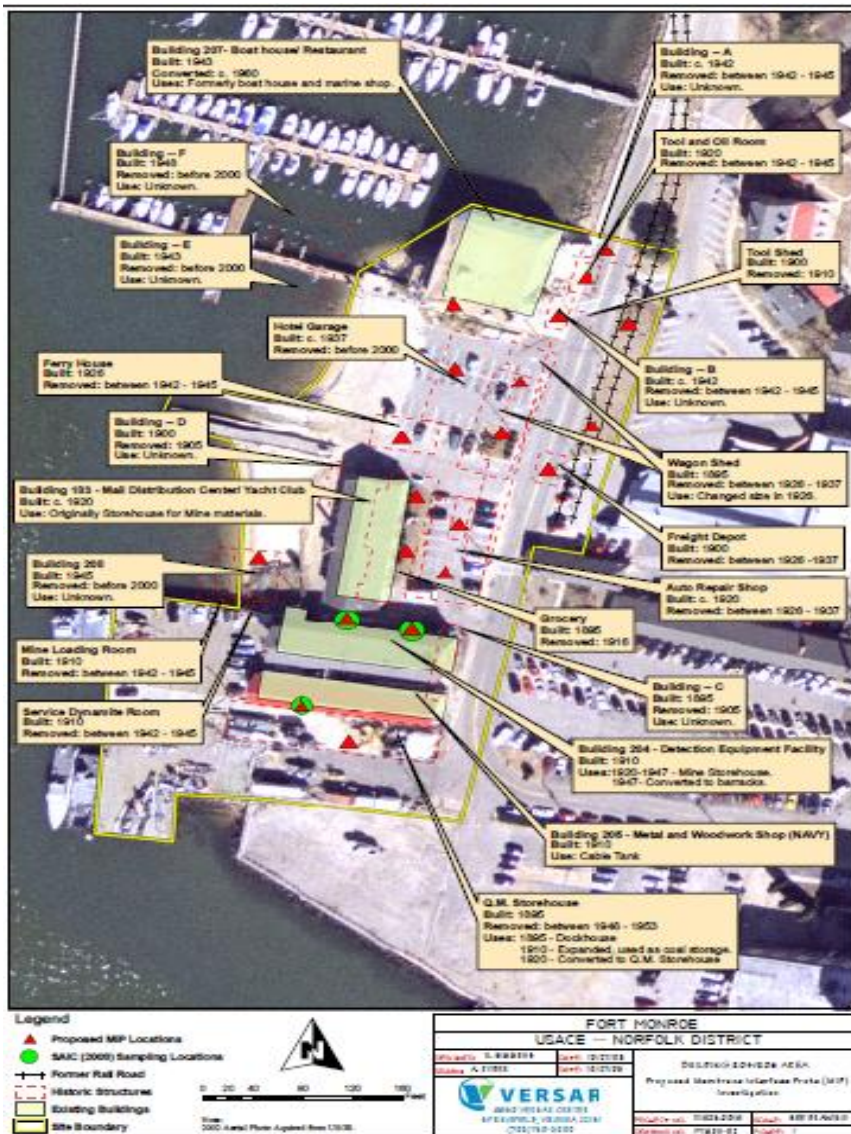 Building 207- Boat house/ Restaurant
Built: 1943
Converted: c. 1960
Uses: Formerly boat house and marine shop.
Building -- A
Built: c. 1942
Removed: between 1942 - 1945
Use: Unknown.
Building -- F
Built: 1948
Removed: before 2000
Use: Unknown.
Tool and Oil Room
Built: 1920
Removed: between 1942 - 1945
Building -- E
Built: 1943
Removed: before 2000
Use: Unknown.
Tool Shed
Built: 1900
Removed: 1910
Hotel Garage
Built: c. 1937
Removed: before 2000
Ferry House
Built: 1926
Removed: between 1942 - 1945
Building -- B
Built: c. 1942
Removed: between 1942 - 1945
Use: Unknown.
Building -- D
Built: 1900
Removed: 1905
Use: Unknown.
Wagon Shed
Built: 1895
Removed: between 1926 - 1937
Use: Changed size in 1926.
Building 183 - Mail Distribution Center/ Yacht Club
Built: c. 1920
Use: Originally Storehouse for Mine materials.
Freight Depot
Built: 1900
Removed: between 1926 -1937
Building 208
Built: 1945
Removed: before 2000
Use: Unknown.
Auto Repair Shop
Built: c. 1926
Removed: between 1926 - 1937
Grocery
Built: 1895
Removed: 1916
Mine Loading Room
Built: 1910
Removed: between 1942 - 1945
Building -- C
Built: 1895
Removed: 1905
Use: Unknown.
Service Dynamite Room
Built: 1910
Removed: between 1942 - 1945
Building 204 - Detection Equipment Facility
Built: 1910
Uses: 1920-1947 - Mine Storehouse.
1947- Converted to barracks.
Building 205 - Metal and Woodwork Shop (NAVY)
Built: 1910
Use: Cable Tank
Q.M. Storehouse
Built: 1895
Removed: between 1948 - 1953
Uses: 1895 - Dockhouse
1910 - Expanded, used as coal storage.
1920 - Converted to Q.M. Storehouse
Legend
Proposed MIP Locations
SAIC (2000) Sampling Locations
Former Rail Road
Historic Structures
Existing Buildings
Site Boundary
N
0 20 40 80 120 160
Feet
FORT MONROE
USACE -- NORFOLK DISTRICT
VERSAR
Proposed Membrane Interface Probe (MIP)
Investigation